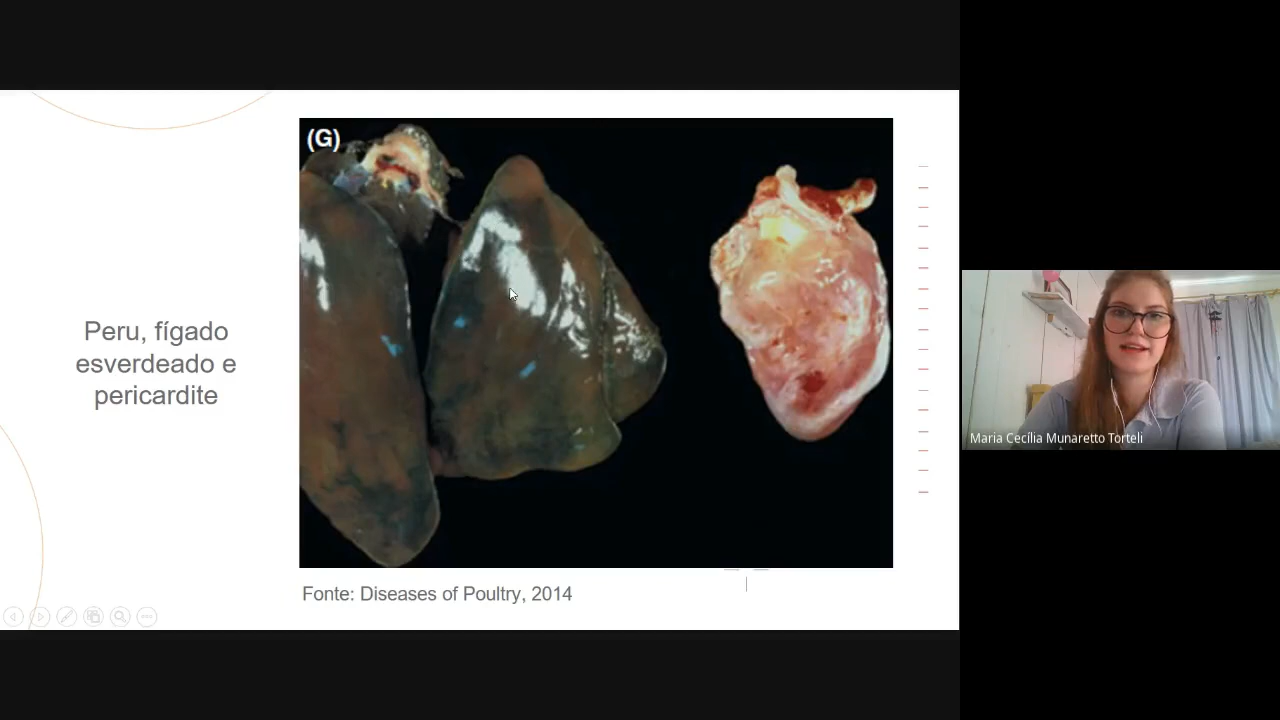 (G)
Peru, fígado
esverdeado e
pericardite
Fonte: Diseases of Poultry, 2014
Maria Cecília Munaretto Torteli